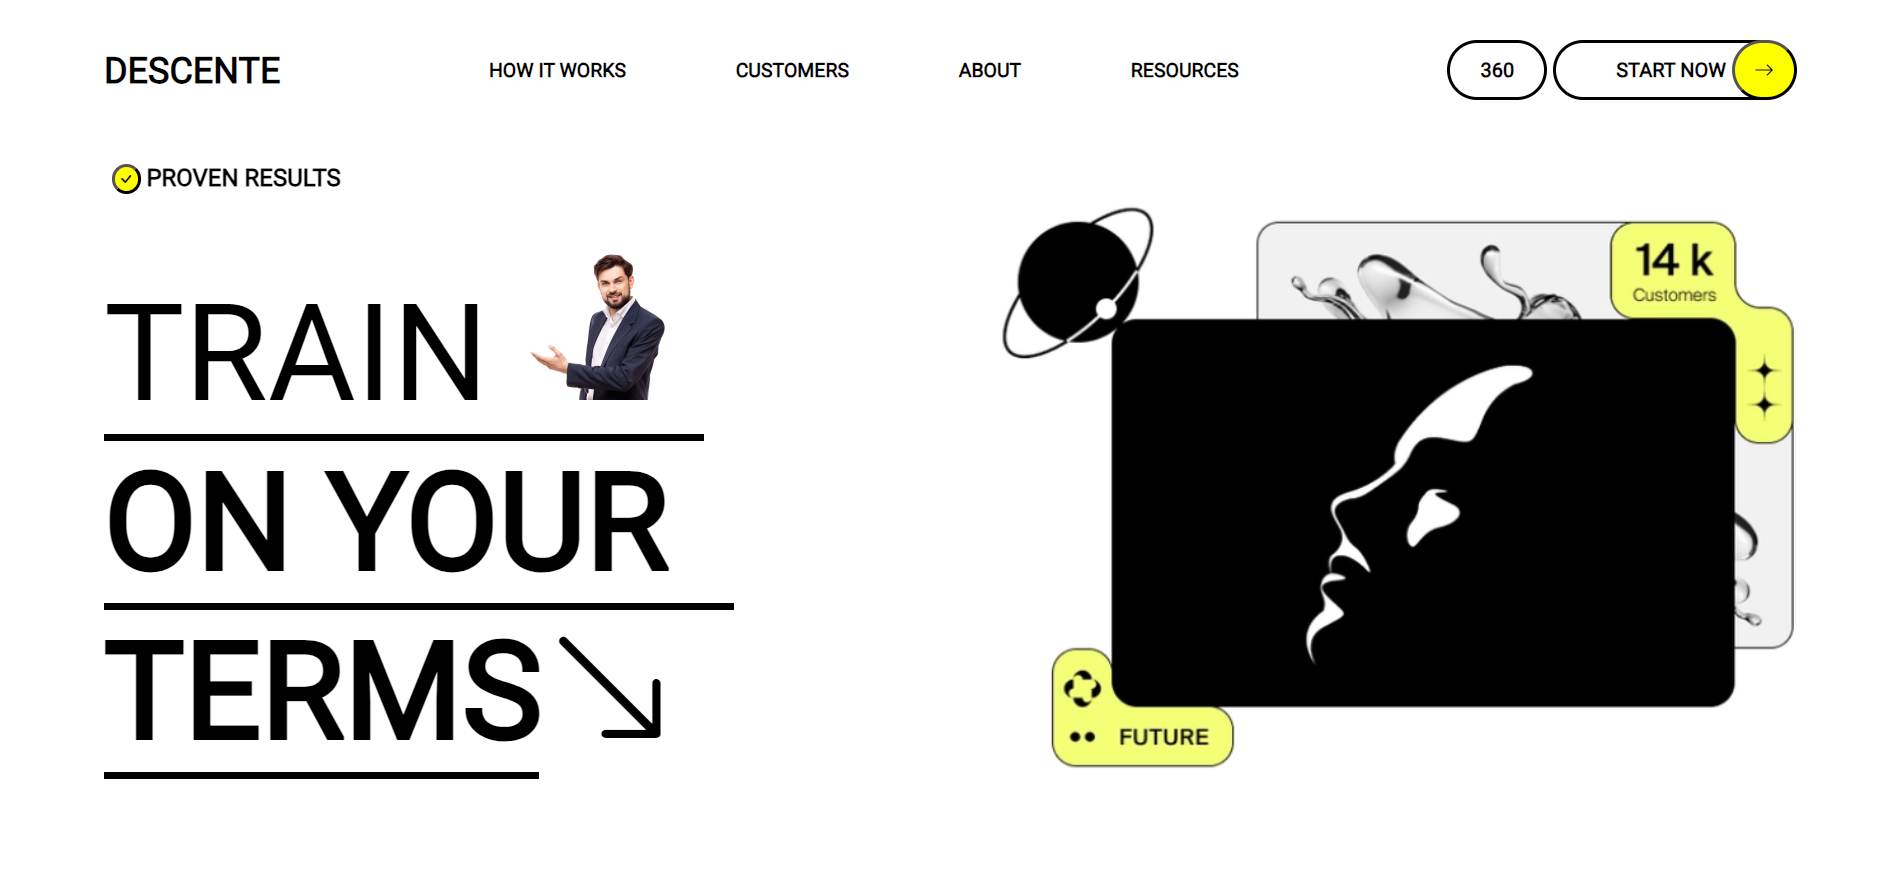 DESCENTE
HOW IT WORKS
CUSTOMERS
ABOUT
RESOURCES
360
START NOW
PROVEN RESULTS
TRAIN
ON YOUR
TERMS
14 k
Customers
FUTURE